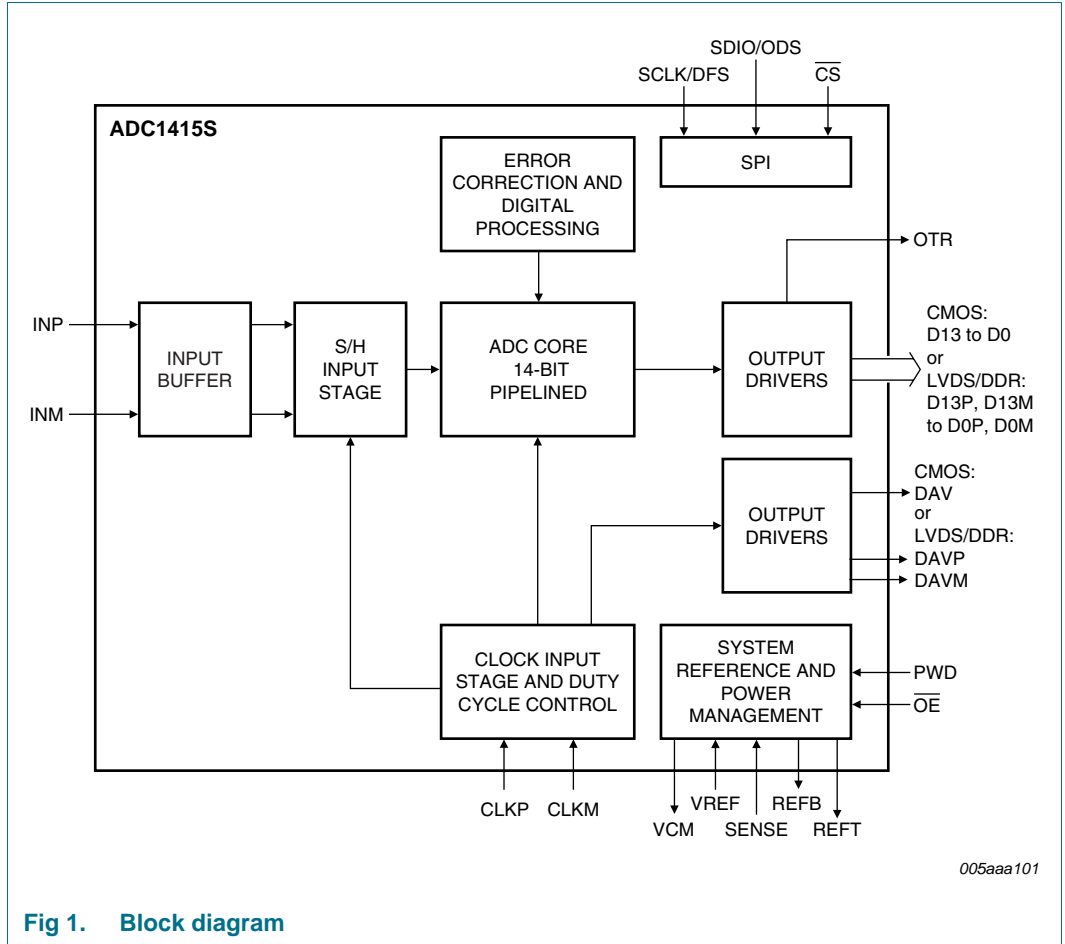 SDIO/ODS
SCLK/DFS
CS
ADC1415S
ERROR
CORRECTION AND
DIGITAL
PROCESSING
SPI
OTR
INP
INM
INPUT
BUFFER
S/H
INPUT
STAGE
ADC CORE
14-BIT
PIPELINED
OUTPUT
DRIVERS
CMOS:
D13 to D0
or
LVDS/DDR:
D13P, D13M
to D0P, D0M
OUTPUT
DRIVERS
CMOS:
DAV
or
LVDS/DDR:
DAVP
DAVM
CLOCK INPUT
STAGE AND DUTY
CYCLE CONTROL
SYSTEM
REFERENCE AND
POWER
MANAGEMENT
PWD
OE
CLKP
CLKM
VCM
VREF
SENSE
REFB
REFT
005aaa101
Fig 1. Block diagram